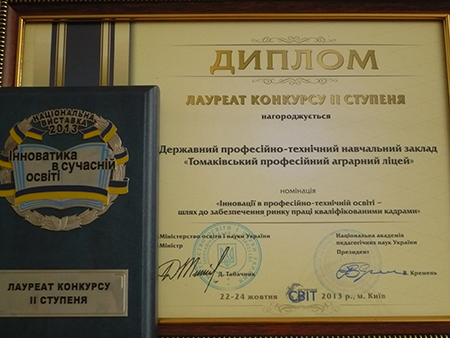 ДИПЛОМ
ЛАУРЕАТ КОНКУРСУ ІІ СТУПЕНЯ
нагороджується
Державний професійно-технічний навчальний заклад
«Томаківський професійний аграрний ліцей»
номінація
«Інновації в професійно-технічній освіті –
шлях до забезпечення ринку праці кваліфікованими кадрами»
Міністерство освіти і науки України
Міністр
Д. Табачник
Національна академія
педагогічних наук України
Президент
В. Кремень
22-24 жовтня СВІТ 2013 р., м. Київ
НАЦІОНАЛЬНА
ВИСТАВКА
2013
Інноватика
в сучасній
освіті
ЛАУРЕАТ КОНКУРСУ
ІІ СТУПЕНЯ